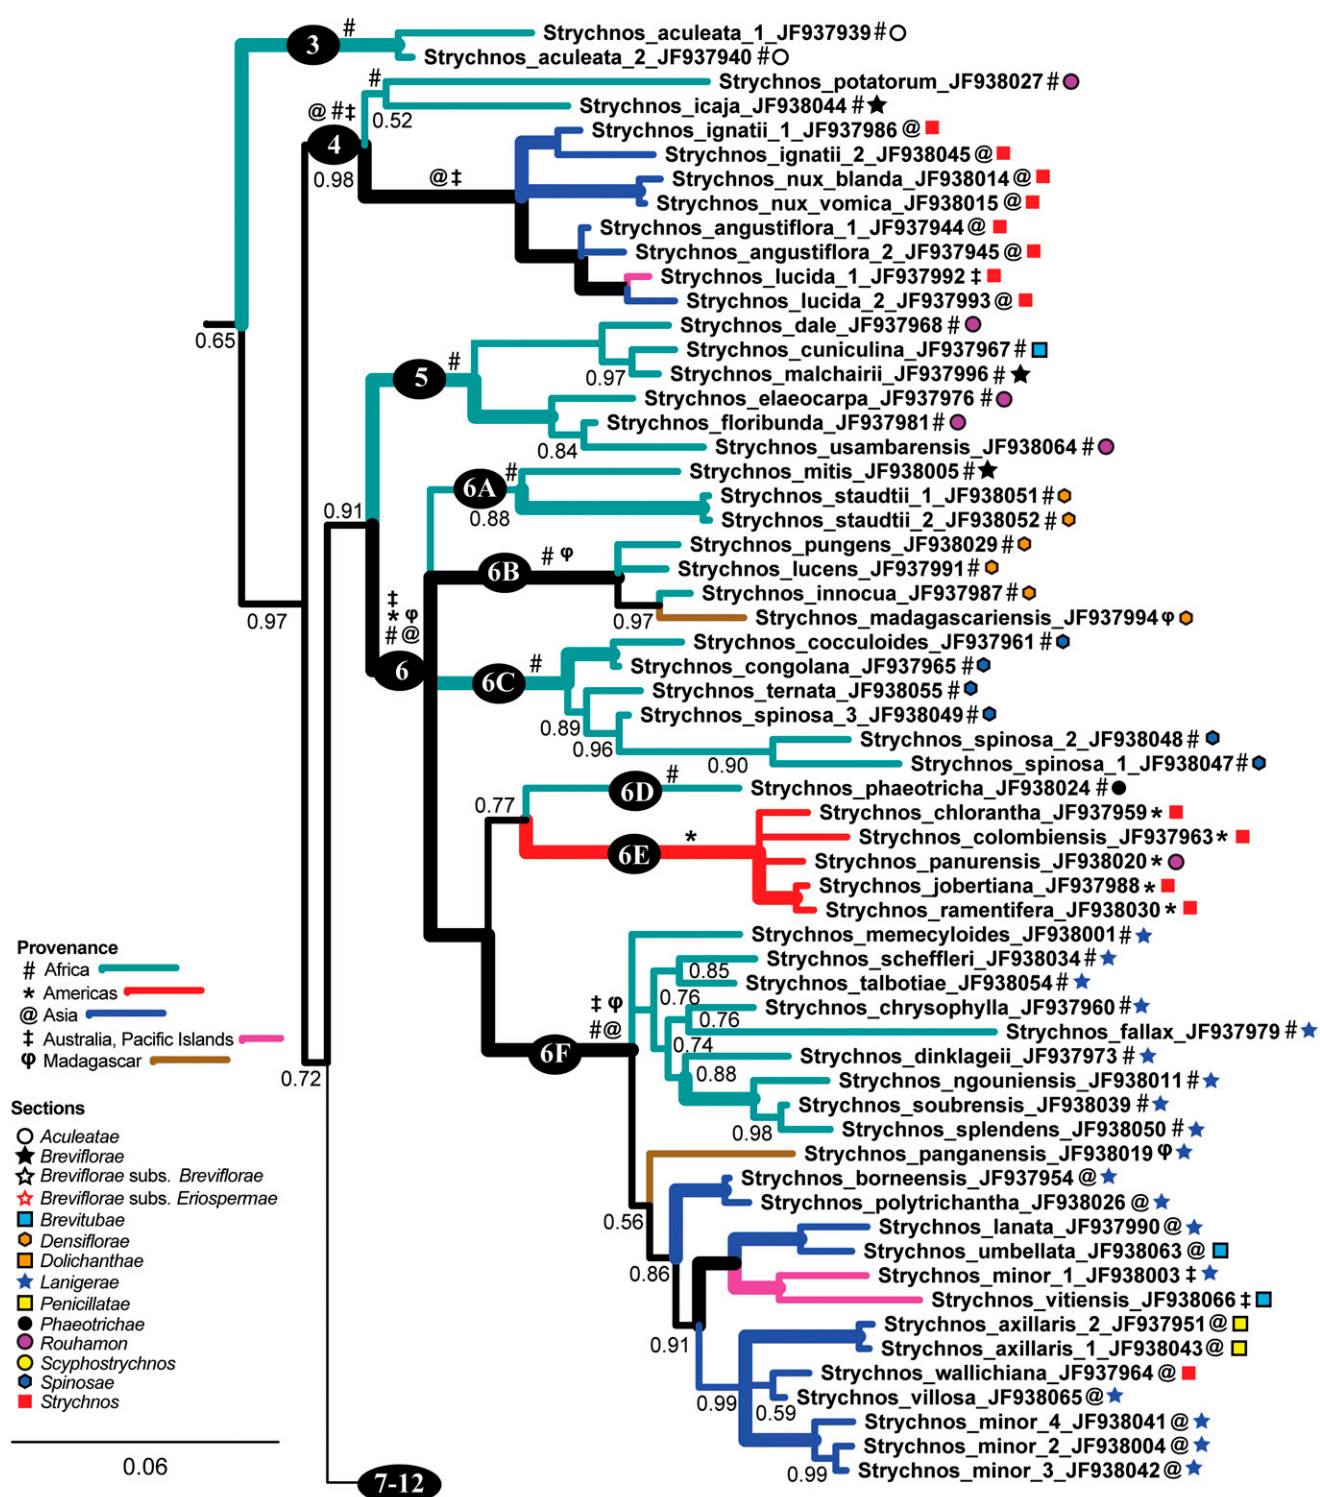 Strychnos_aculeata_1_JF937939 #
3 #
Strychnos_aculeata_2_JF937940 #
# Strychnos_potatorum_JF938027 #
Strychnos_icaja_JF938044 #
@ #‡ 0.52
Strychnos_ignatii_1_JF937986 @
4
Strychnos_ignatii_2_JF938045 @
0.98 @ ‡ Strychnos_nux_blanda_JF938014 @
Strychnos_nux_vomica_JF938015 @
Strychnos_angustiflora_1_JF937944 @
Strychnos_angustiflora_2_JF937945 @
Strychnos_lucida_1_JF937992 ‡
Strychnos_lucida_2_JF937993 @
Strychnos_dale_JF937968 #
0.65
Strychnos_cuniculina_JF937967 #
5 # 0.97 Strychnos_malchairii_JF937996 #
Strychnos_elaeocarpa_JF937976 #
Strychnos_floribunda_JF937981 #
0.84 Strychnos_usambarensis_JF938064 #
# Strychnos_mitis_JF938005 #
6A Strychnos_staudtii_1_JF938051 #
0.91 0.88 Strychnos_staudtii_2_JF938052 #
Strychnos_pungens_JF938029 #
# φ
6B Strychnos_lucens_JF937991 #
Strychnos_innocua_JF937987 #
‡
* φ
# @
0.97 0.97 Strychnos_madagascariensis_JF937994 φ
Strychnos_cocculoides_JF937961 #
6 # Strychnos_congolana_JF937965 #
6C Strychnos_ternata_JF938055 #
Strychnos_spinosa_3_JF938049 #
0.89
0.96 Strychnos_spinosa_2_JF938048 #
0.90 Strychnos_spinosa_1_JF938047 #
6D # Strychnos_phaeotricha_JF938024 #
0.77 Strychnos_chlorantha_JF937959 *
* Strychnos_colombiensis_JF937963 *
6E Strychnos_panurensis_JF938020 *
Strychnos_jobertiana_JF937988 *
Strychnos_ramentifera_JF938030 *
Strychnos_memecyloides_JF938001 #
Provenance
# Africa
* Americas
@ Asia
‡ Australia, Pacific Islands
φ Madagascar
Strychnos_scheffleri_JF938034 #
0.85
Strychnos_talbotiae_JF938054 #
0.76
‡ φ
#@
Strychnos_chrysophylla_JF937960 #
0.76
Strychnos_fallax_JF937979 #
0.74
6F Strychnos_dinklageii_JF937973 #
0.88
0.72 Strychnos_ngouniensis_JF938011 #
Strychnos_soubrensis_JF938039 #
0.98 Strychnos_splendens_JF938050 #
Strychnos_panganensis_JF938019 φ
Strychnos_borneensis_JF937954 @
Strychnos_polytrichantha_JF938026 @
0.56
Strychnos_lanata_JF937990 @
Strychnos_umbellata_JF938063 @
0.86
Strychnos_minor_1_JF938003 ‡
Strychnos_vitiensis_JF938066 ‡
Strychnos_axillaris_2_JF937951 @
0.91
Strychnos_axillaris_1_JF938043 @
Strychnos_wallichiana_JF937964 @
Strychnos_villosa_JF938065 @
0.99 0.59
Strychnos_minor_4_JF938041 @
Strychnos_minor_2_JF938004 @
0.99 Strychnos_minor_3_JF938042 @
Sections
Aculeatae
Breviflorae
Breviflorae subs. Breviflorae
Breviflorae subs. Eriospermae
Brevitubae
Densiflorae
Dolichanthae
Lanigerae
Penicillatae
Phaeotrichae
Rouhamon
Scyphostrychnos
Spinosae
Strychnos
0.06
7-12